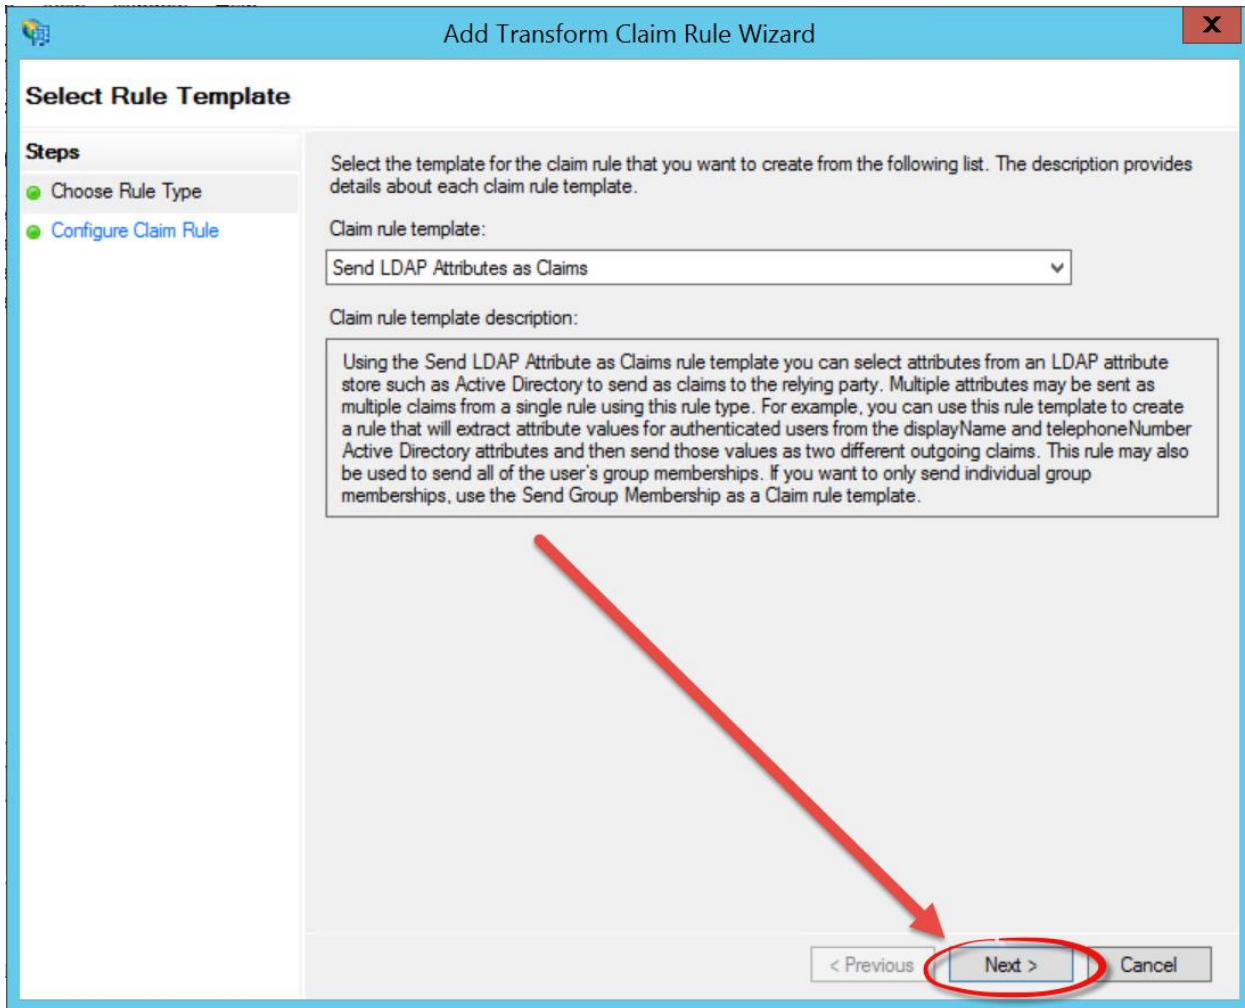 Add Transform Claim Rule Wizard
X
Select Rule Template
Steps
Choose Rule Type
Configure Claim Rule
Select the template for the claim rule that you want to create from the following list. The description provides
details about each claim rule template.
Claim rule template:
Send LDAP Attributes as Claims
Claim rule template description:
Using the Send LDAP Attribute as Claims rule template you can select attributes from an LDAP attribute
store such as Active Directory to send as claims to the relying party. Multiple attributes may be sent as
multiple claims from a single rule using this rule type. For example, you can use this rule template to create
a rule that will extract attribute values for authenticated users from the displayName and telephoneNumber
Active Directory attributes and then send those values as two different outgoing claims. This rule may also
be used to send all of the user's group memberships. If you want to only send individual group
memberships, use the Send Group Membership as a Claim rule template.
< Previous
Next >
Cancel